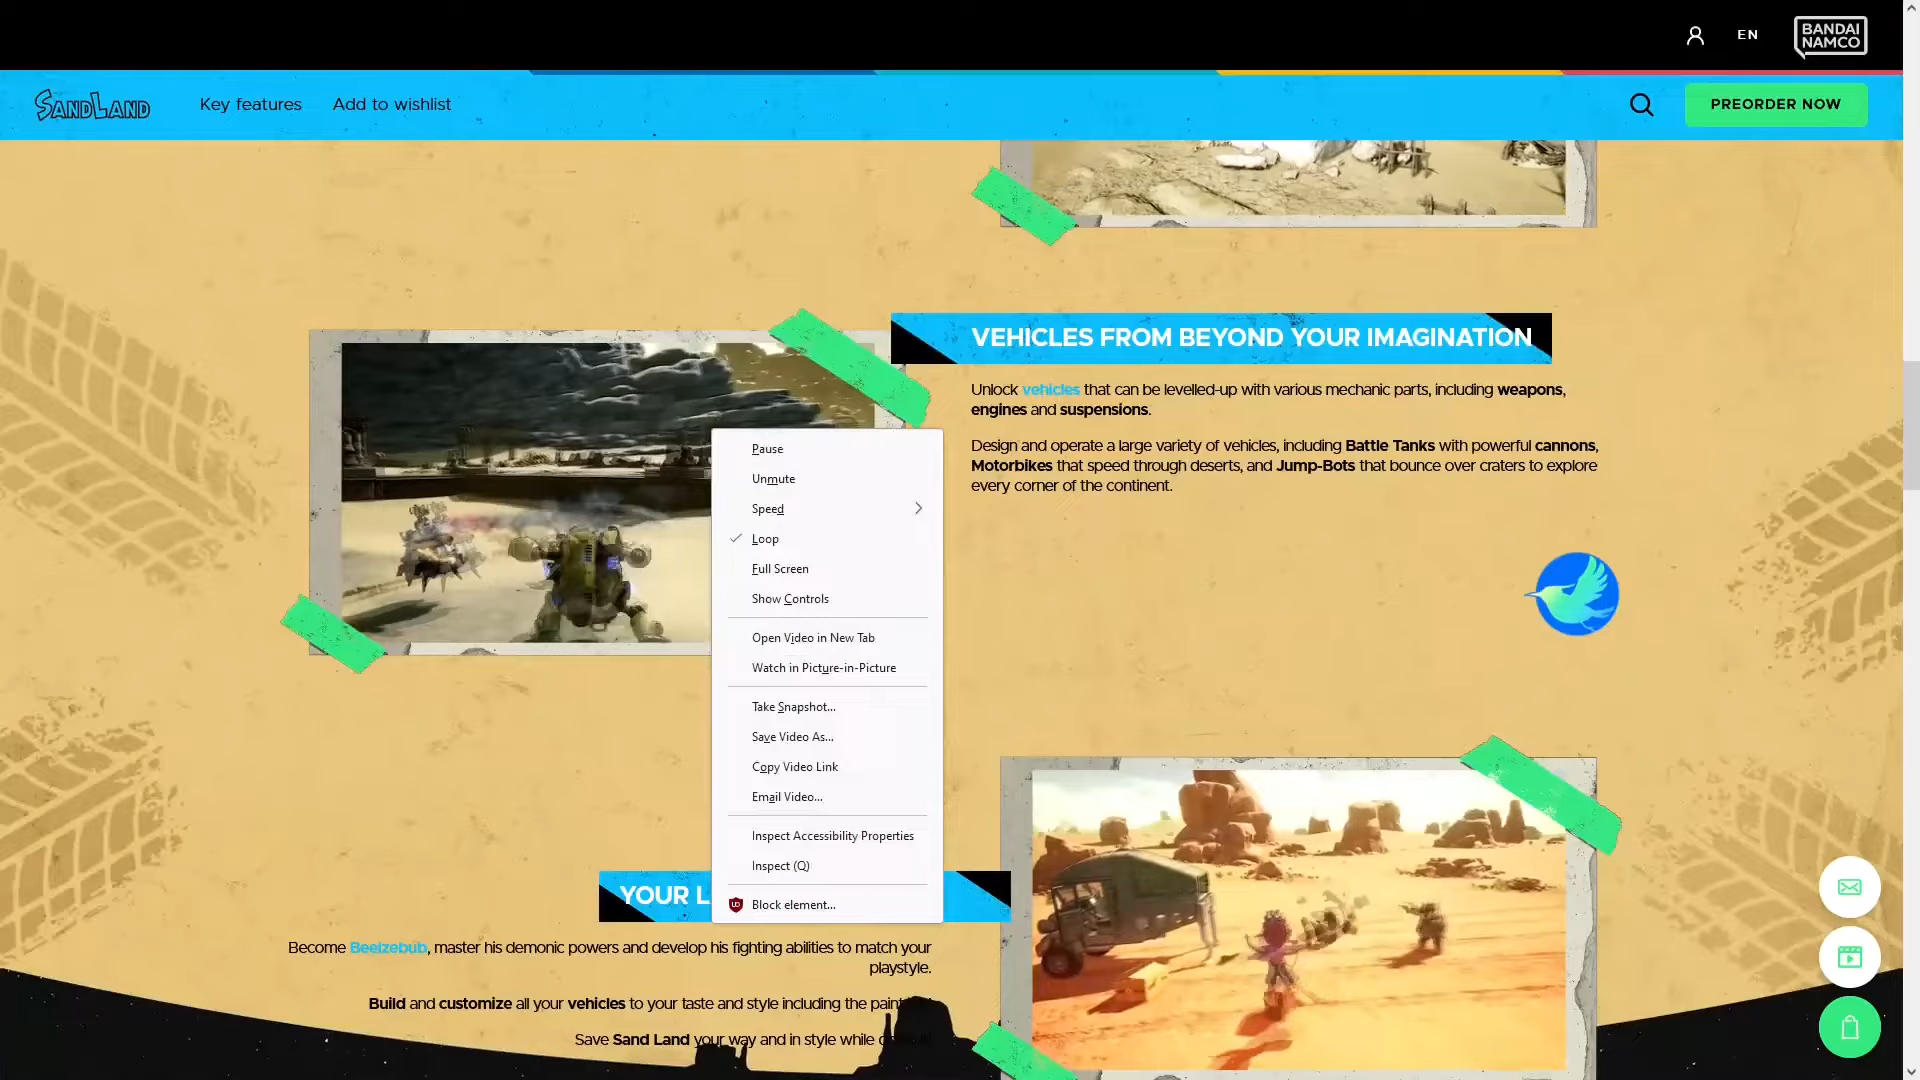 EN
BANDAI
NAMCO
SANDLAND
Key features
Add to wishlist
PREORDER NOW
VEHICLES FROM BEYOND YOUR IMAGINATION
Unlock vehicles that can be levelled-up with various mechanic parts, including weapons,
engines and suspensions.
Design and operate a large variety of vehicles, including Battle Tanks with powerful cannons,
Motorbikes that speed through deserts, and Jump-Bots that bounce over craters to explore
every corner of the continent.
Pause
Unmute
Speed
Loop
Full Screen
Show Controls
Open Video in New Tab
Watch in Picture-in-Picture
Take Snapshot...
Save Video As...
Copy Video Link
Email Video...
Inspect Accessibility Properties
Inspect (Q)
Block element...
YOUR L
Become Beelzebub, master his demonic powers and develop his fighting abilities to match your
playstyle.
Build and customize all your vehicles to your taste and style including the paint
Save Sand Land your way and in style while